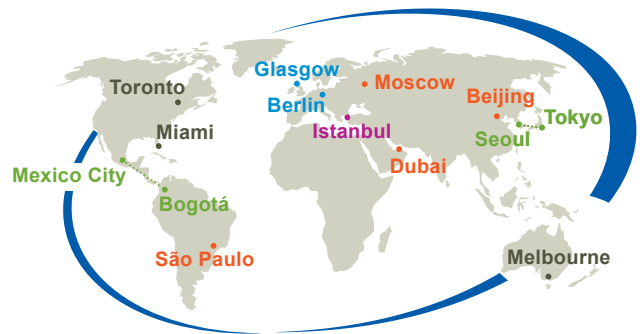 Glasgow
Moscow
Toronto
Berlin
Beijing
Istanbul
Tokyo
Miami
Seoul
Mexico City
Dubai
Bogotá
São Paulo
Melbourne